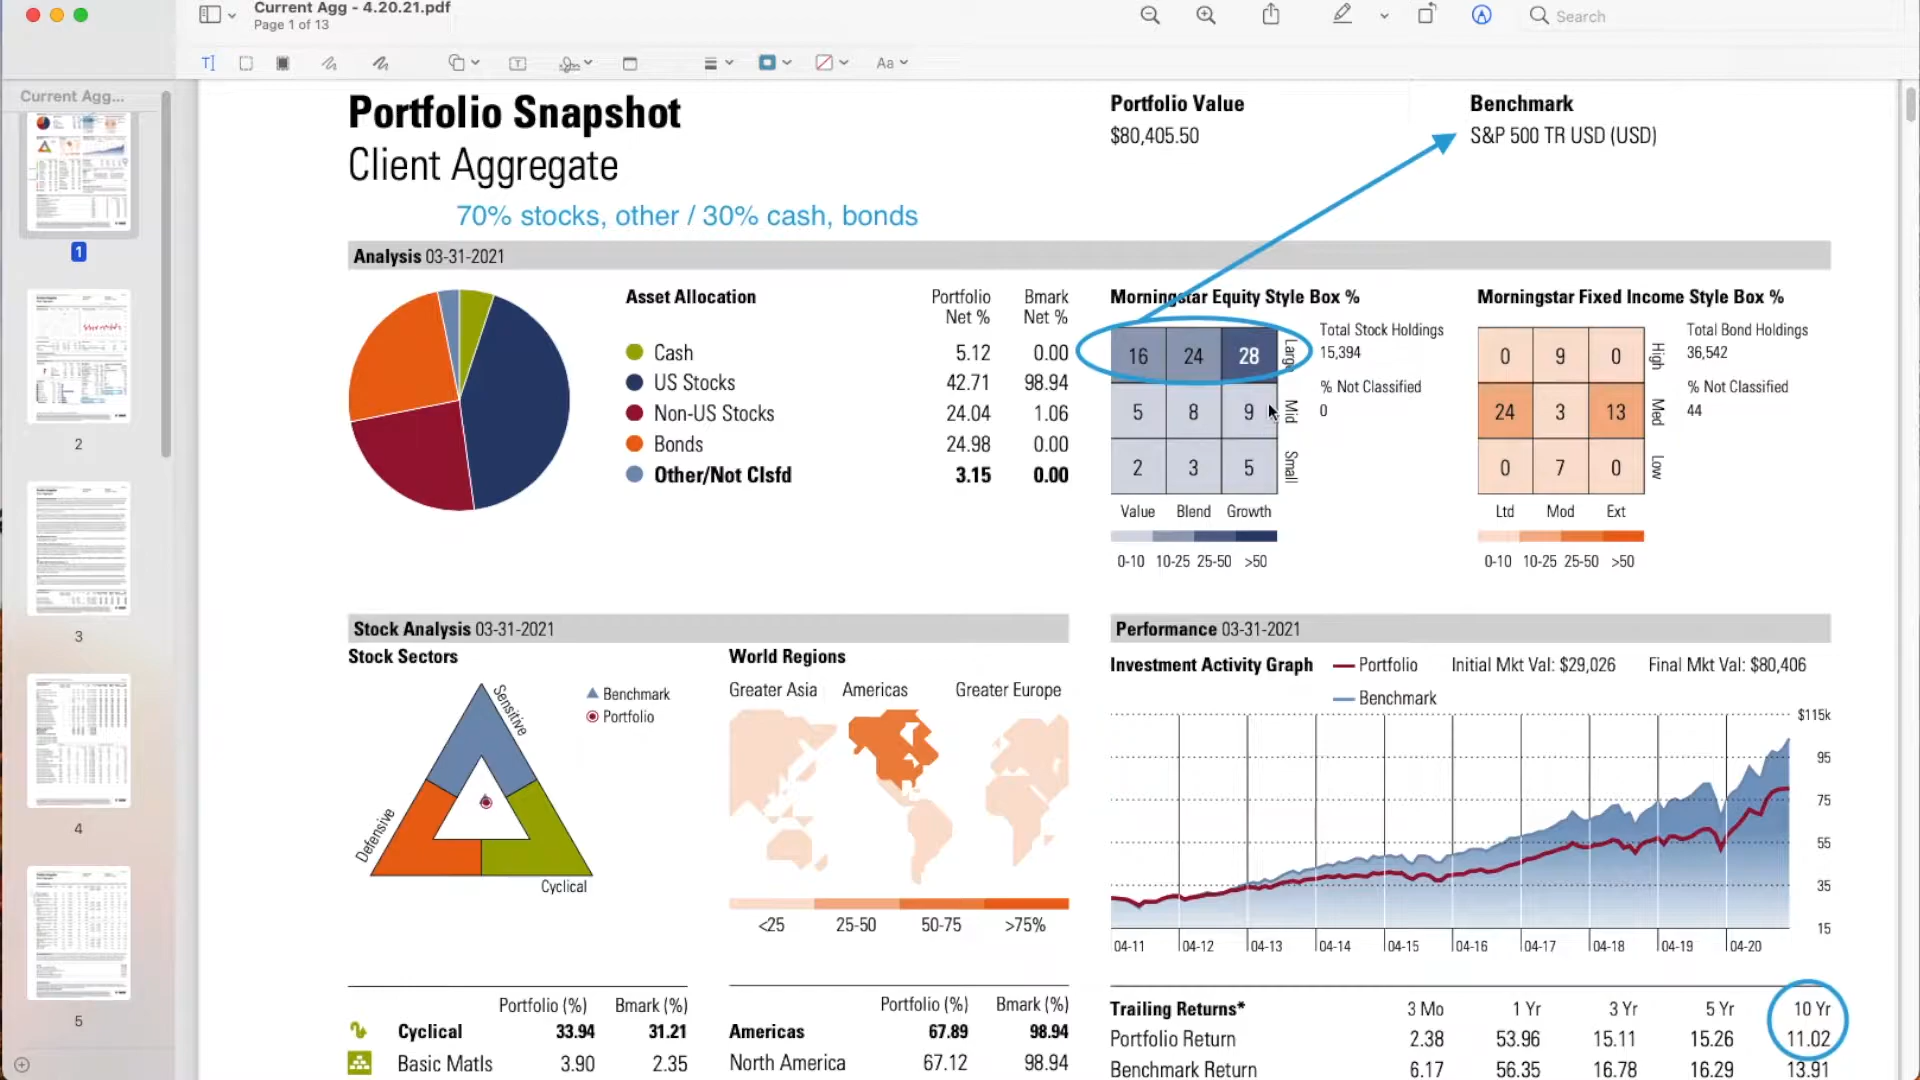 Current Agg - 4.20.21.pdf
Page 1 of 13
Search
Aa
Current Agg...
1
2
3
4
5
Portfolio Snapshot
Client Aggregate
70% stocks, other / 30% cash, bonds
Portfolio Value
$80,405.50
Benchmark
S&P 500 TR USD (USD)
Analysis 03-31-2021
Asset Allocation
Portfolio Net %
Bmark Net %
Cash 5.12 0.00
US Stocks 42.71 98.94
Non-US Stocks 24.04 1.06
Bonds 24.98 0.00
Other/Not Clsfd 3.15 0.00
Morningstar Equity Style Box %
16 24 28 Large
5 8 9 Mid
2 3 5 Small
Value Blend Growth
0-10 10-25 25-50 >50
Total Stock Holdings
15,394
% Not Classified
0
Morningstar Fixed Income Style Box %
0 9 0 High
24 3 13 Med
0 7 0 Low
Ltd Mod Ext
0-10 10-25 25-50 >50
Total Bond Holdings
36,542
% Not Classified
44
Stock Analysis 03-31-2021
Stock Sectors
Benchmark
Portfolio
Sensitive
Defensive
Cyclical
World Regions
Greater Asia Americas Greater Europe
<25 25-50 50-75 >75%
Portfolio (%) Bmark (%)
Cyclical 33.94 31.21
Basic Matls 3.90 2.35
Portfolio (%) Bmark (%)
Americas 67.89 98.94
North America 67.12 98.94
Performance 03-31-2021
Investment Activity Graph Portfolio Initial Mkt Val: $29,026 Final Mkt Val: $80,406
Benchmark
$115k
95
75
55
35
15
04-11 04-12 04-13 04-14 04-15 04-16 04-17 04-18 04-19 04-20
Trailing Returns* 3 Mo 1 Yr 3 Yr 5 Yr 10 Yr
Portfolio Return 2.38 53.96 15.11 15.26 11.02
Benchmark Return 6.17 56.35 16.78 16.29 13.91